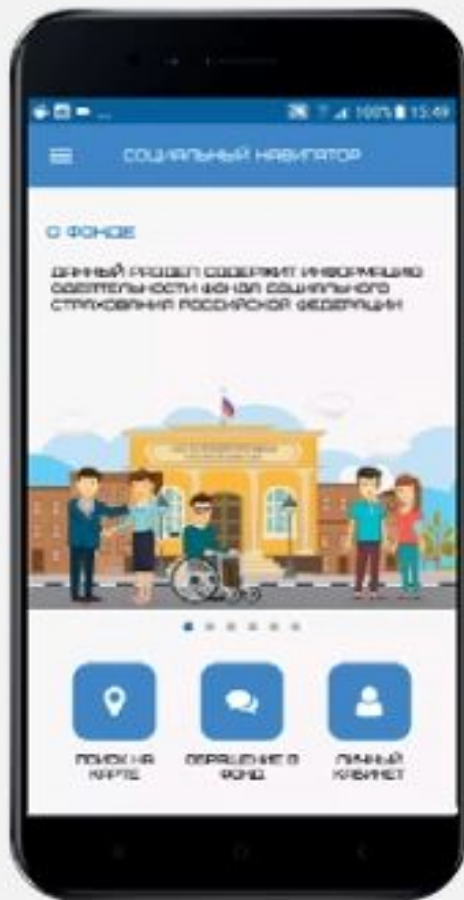 100% 15:49
СОЦИАЛЬНЫЙ НАВИГАТОР
О ФОНДЕ
ДАННЫЙ РАЗДЕЛ СОДЕРЖИТ ИНФОРМАЦИЮ
ОДЕЯТЕЛЬНОСТИ ФОНДА СОЦИАЛЬНОГО
СТРАХОВАНИЯ РОССИЙСКОЙ ФЕДЕРАЦИИ
ПОИСК НА
КАРТЕ
ОБРАЩЕНИЕ В
ФОНД
ЛИЧНЫЙ
КАБИНЕТ